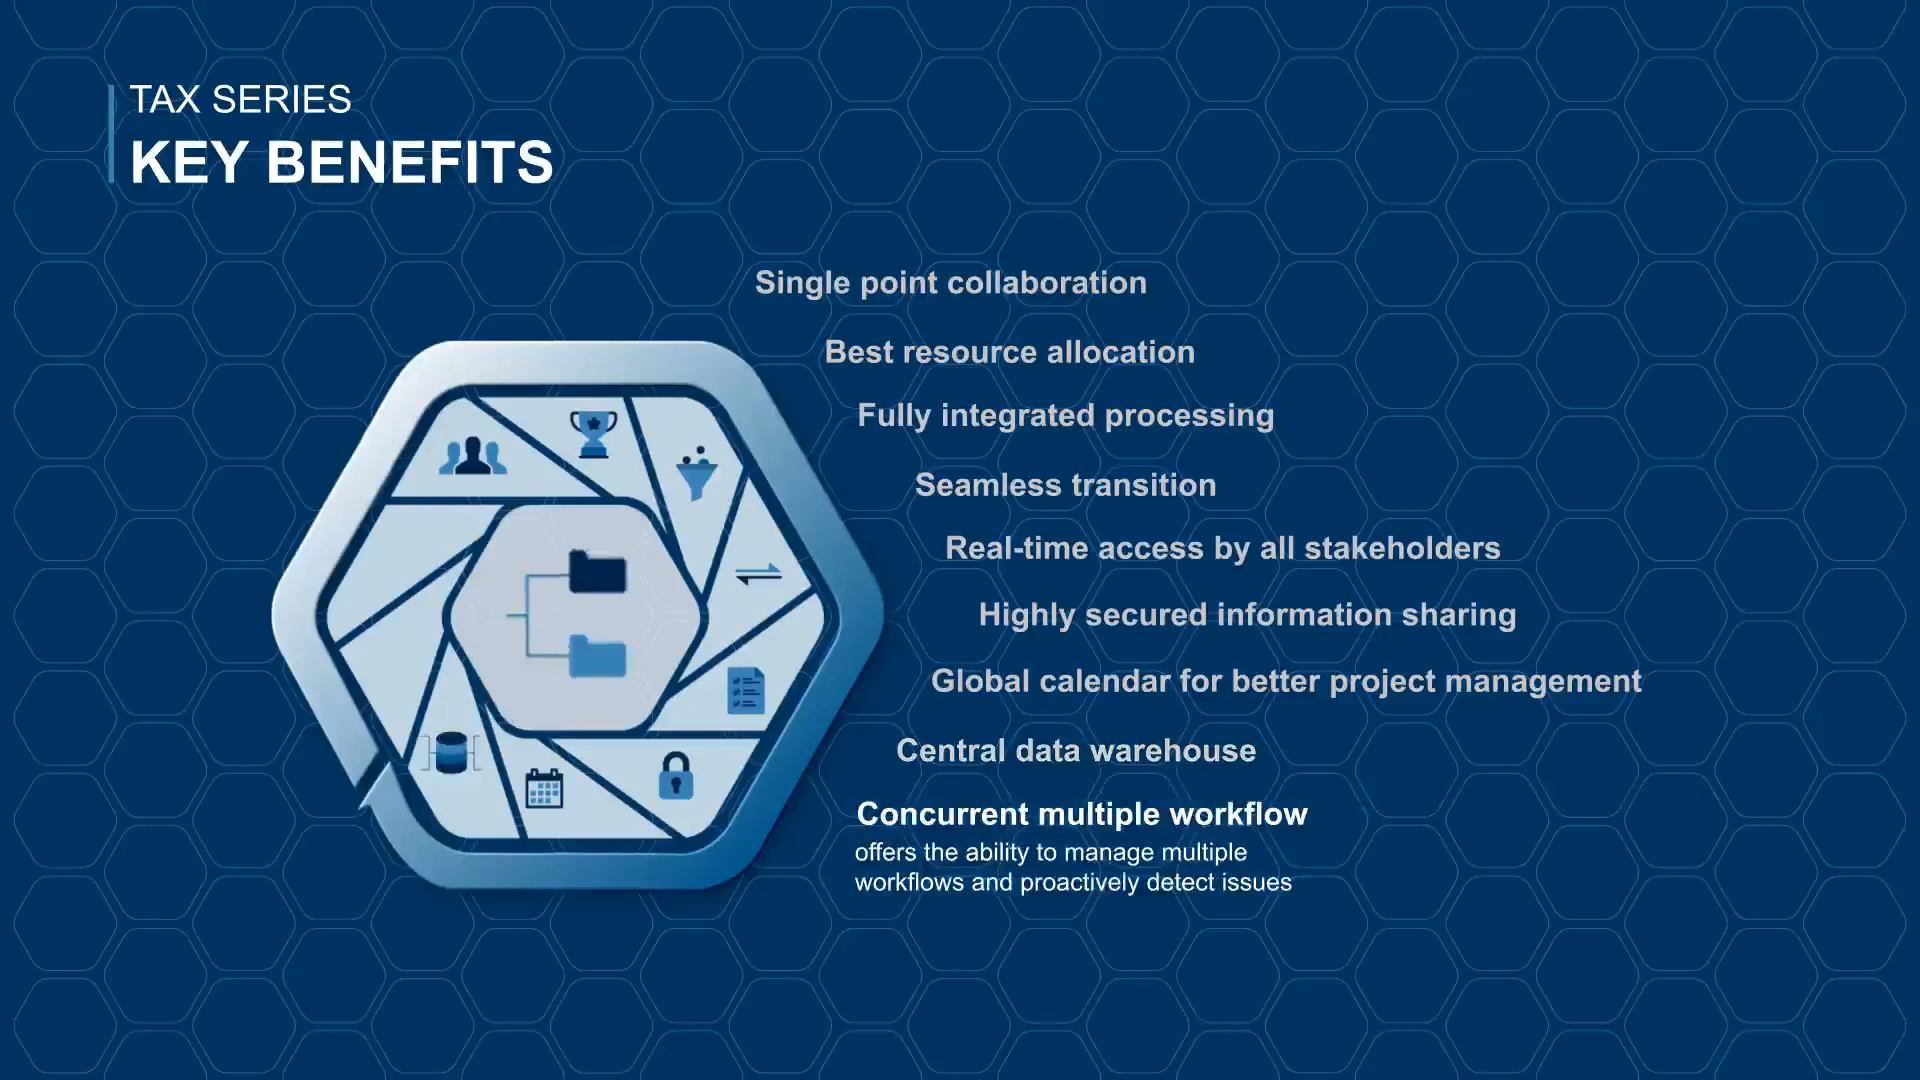 TAX SERIES
KEY BENEFITS
Single point collaboration
Best resource allocation
Fully integrated processing
Seamless transition
Real-time access by all stakeholders
Highly secured information sharing
Global calendar for better project management
Central data warehouse
Concurrent multiple workflow
offers the ability to manage multiple
workflows and proactively detect issues